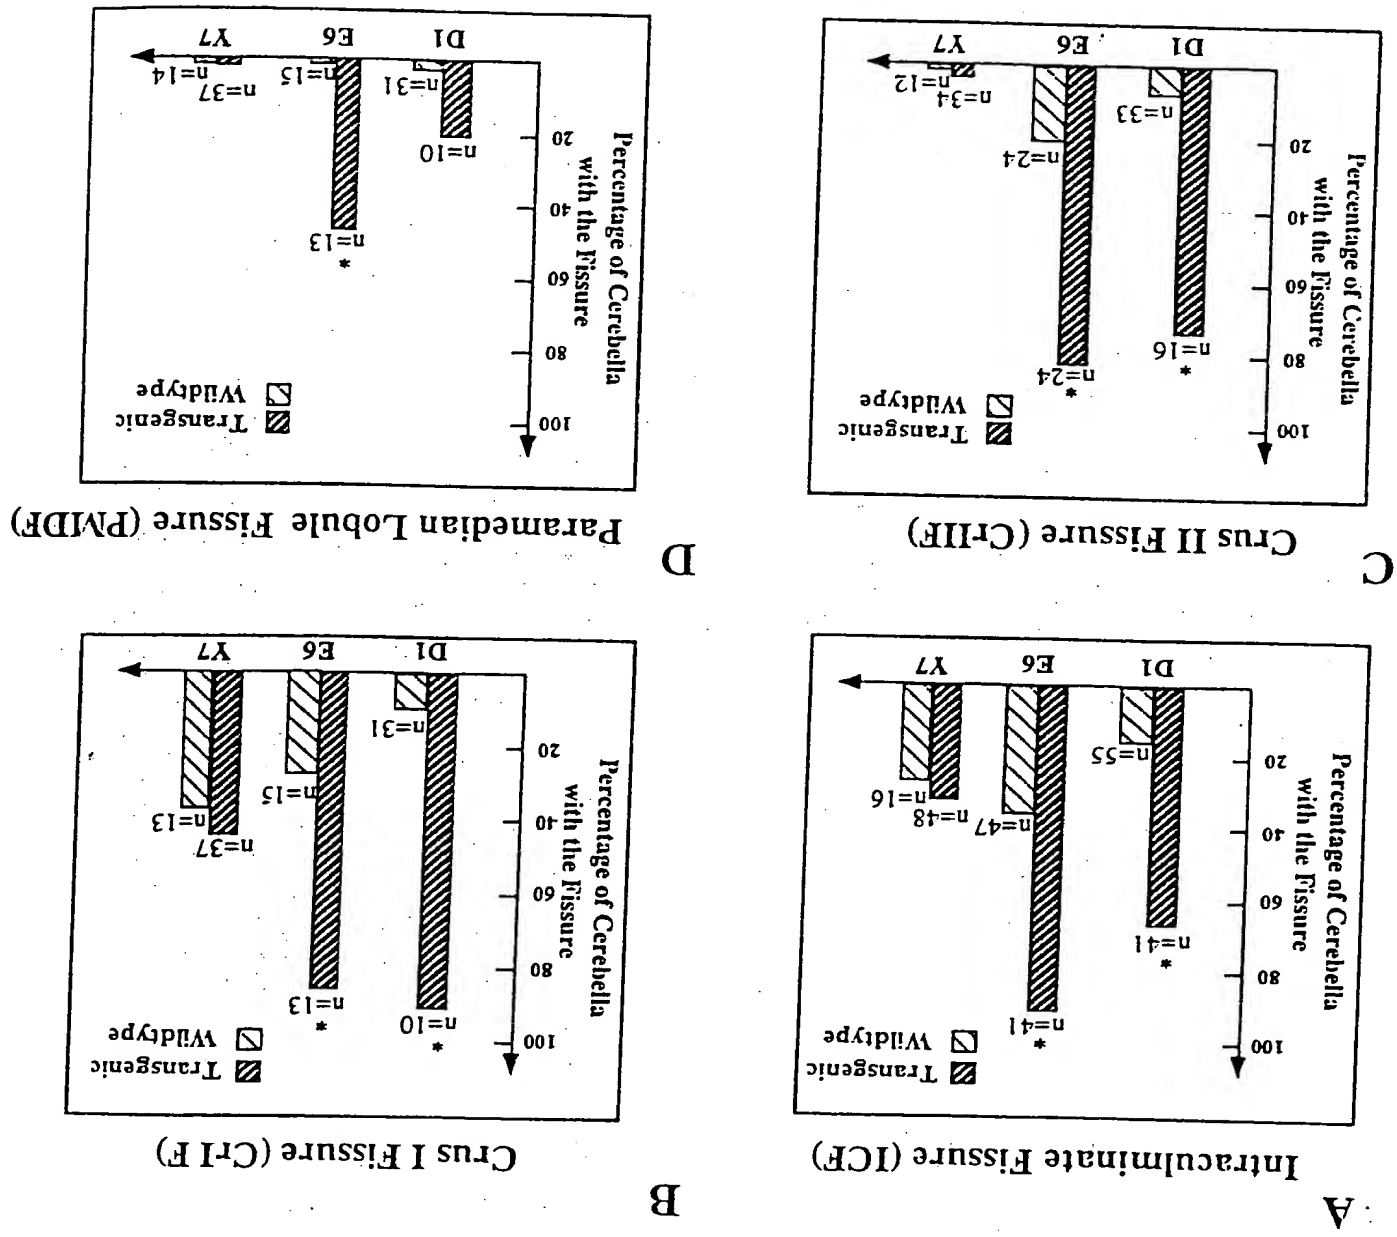 A
Intraculminate Fissure (ICF)
Percentage of Cerebella
with the Fissure
100
80
60
40
20
Transgenic
Wildtype
*
n=41
n=55
*
n=41
n=47
n=48
n=16
D1
E6
Y7
B
Crus I Fissure (CrI F)
Percentage of Cerebella
with the Fissure
100
80
60
40
20
Transgenic
Wildtype
*
n=10
n=31
*
n=13
n=15
n=37
n=13
D1
E6
Y7
C
Crus II Fissure (CrIIF)
Percentage of Cerebella
with the Fissure
100
80
60
40
20
Transgenic
Wildtype
*
n=16
n=33
*
n=24
n=24
n=34
n=12
D1
E6
Y7
D
Paramedian Lobule Fissure (PMDF)
Percentage of Cerebella
with the Fissure
100
80
60
40
20
Transgenic
Wildtype
n=10
n=31
*
n=13
n=15
n=37
n=14
D1
E6
Y7